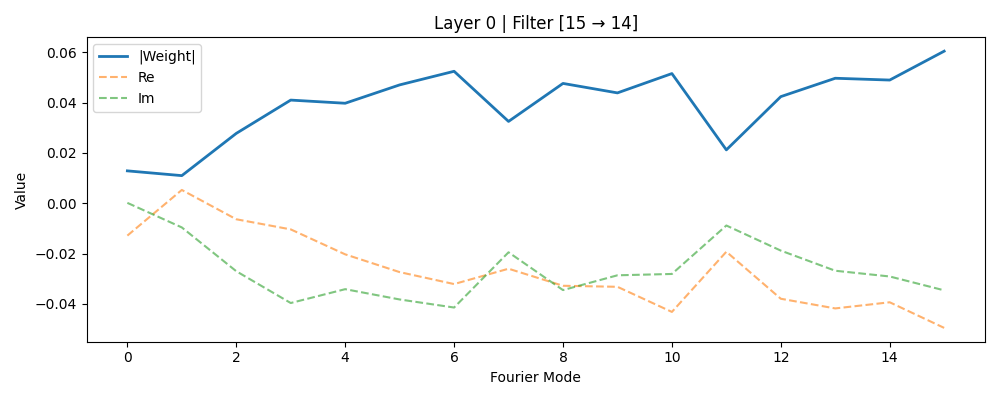 Layer 0 | Filter [15 → 14]
|Weight|
Re
Im
0.06
0.04
0.02
0.00
−0.02
−0.04
Value
0 2 4 6 8 10 12 14
Fourier Mode